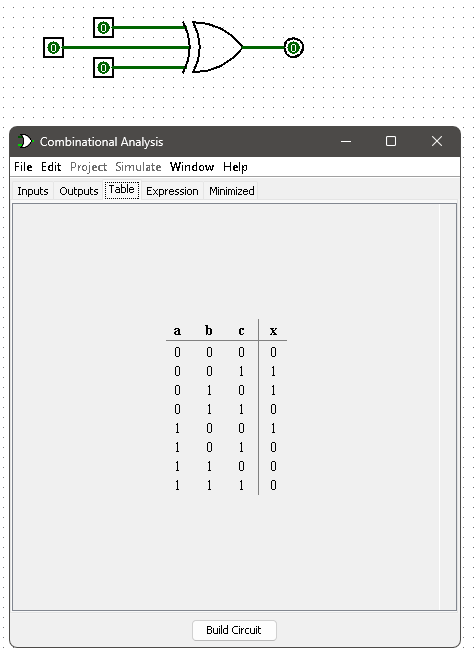 0
0
0
0
Combinational Analysis
File Edit Project Simulate Window Help
Inputs Outputs Table Expression Minimized
a b c x
0 0 0 0
0 0 1 1
0 1 0 1
0 1 1 0
1 0 0 1
1 0 1 0
1 1 0 0
1 1 1 0
Build Circuit